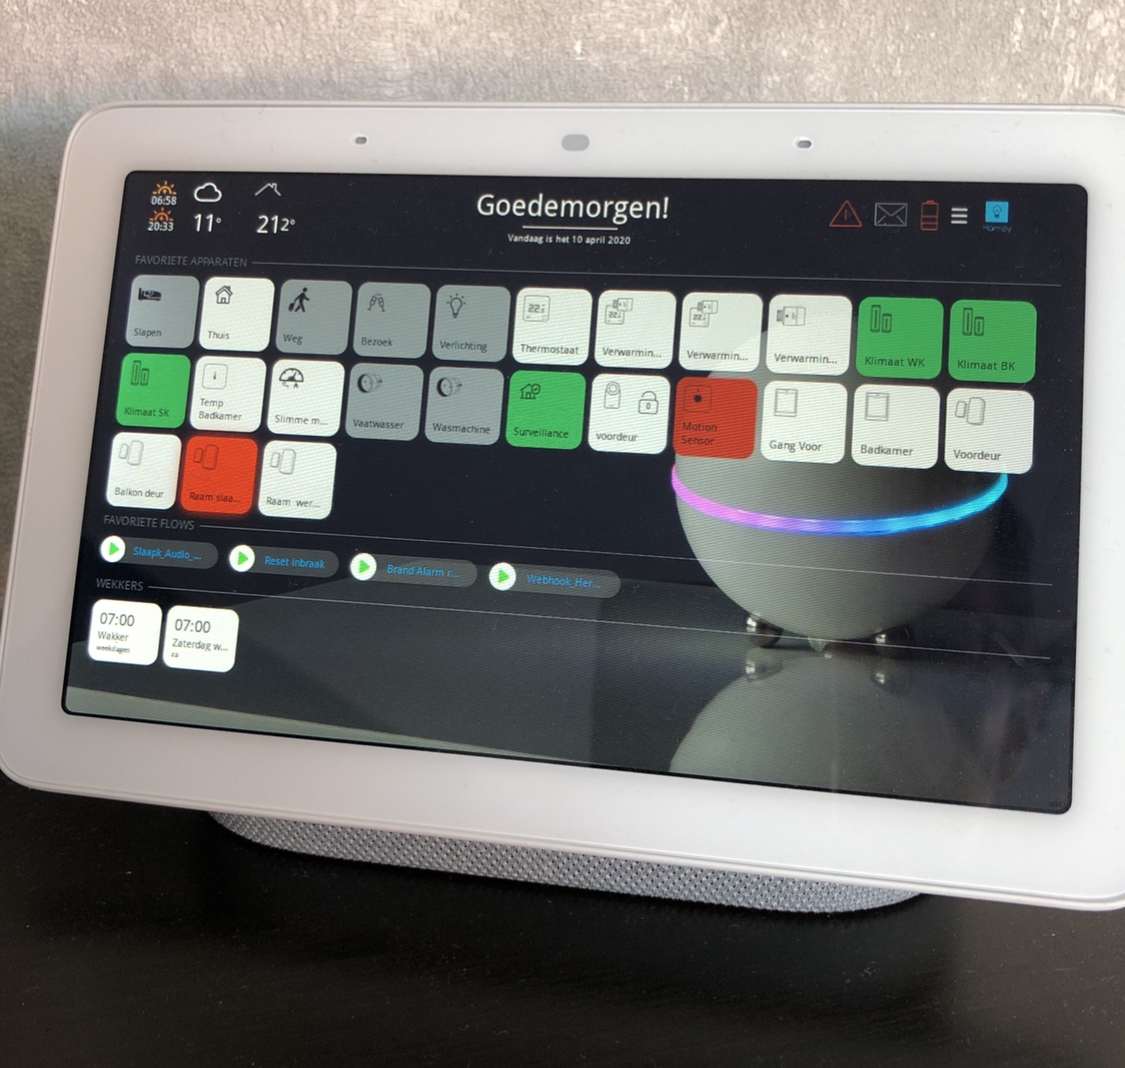 06:58
20:33
11°
21²°
Goedemorgen!
Vandaag is het 10 april 2020
Homey
FAVORIETE APPARATEN
Slapen
Thuis
Weg
Bezoek
Verlichting
Thermostaat
Verwarmin...
Verwarmin...
Verwarmin...
Klimaat WK
Klimaat BK
Klimaat SK
Temp
Badkamer
Slimme m...
Vaatwasser
Wasmachine
Surveillance
voordeur
Motion
Sensor
Gang Voor
Badkamer
Voordeur
Balkon deur
Raam slaa...
Raam wer...
FAVORIETE FLOWS
Slaapk_Audio_...
Reset Inbraak
Brand Alarm r...
Webhook_Her...
WEKKERS
07:00
Wakker
weekdagen
07:00
Zaterdag w...
za